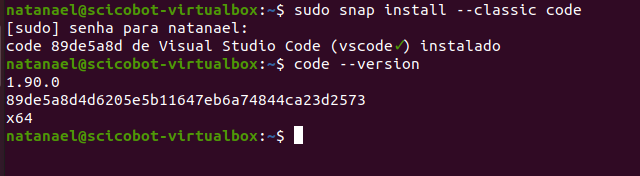 natanael@scicobot-virtualbox:~$ sudo snap install --classic code
[sudo] senha para natanael:
code 89de5a8d de Visual Studio Code (vscode✓) instalado
natanael@scicobot-virtualbox:~$ code --version
1.90.0
89de5a8d4d6205e5b11647eb6a74844ca23d2573
x64
natanael@scicobot-virtualbox:~$